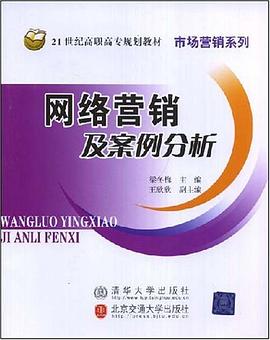 21世纪高职高专规划教材
市场营销系列
网络营销
及案例分析
梁冬梅 主编
王欣欣 副主编
WANGLUO YINGXIAO
JI ANLI FENXI
清华大学出版社
北京交通大学出版社